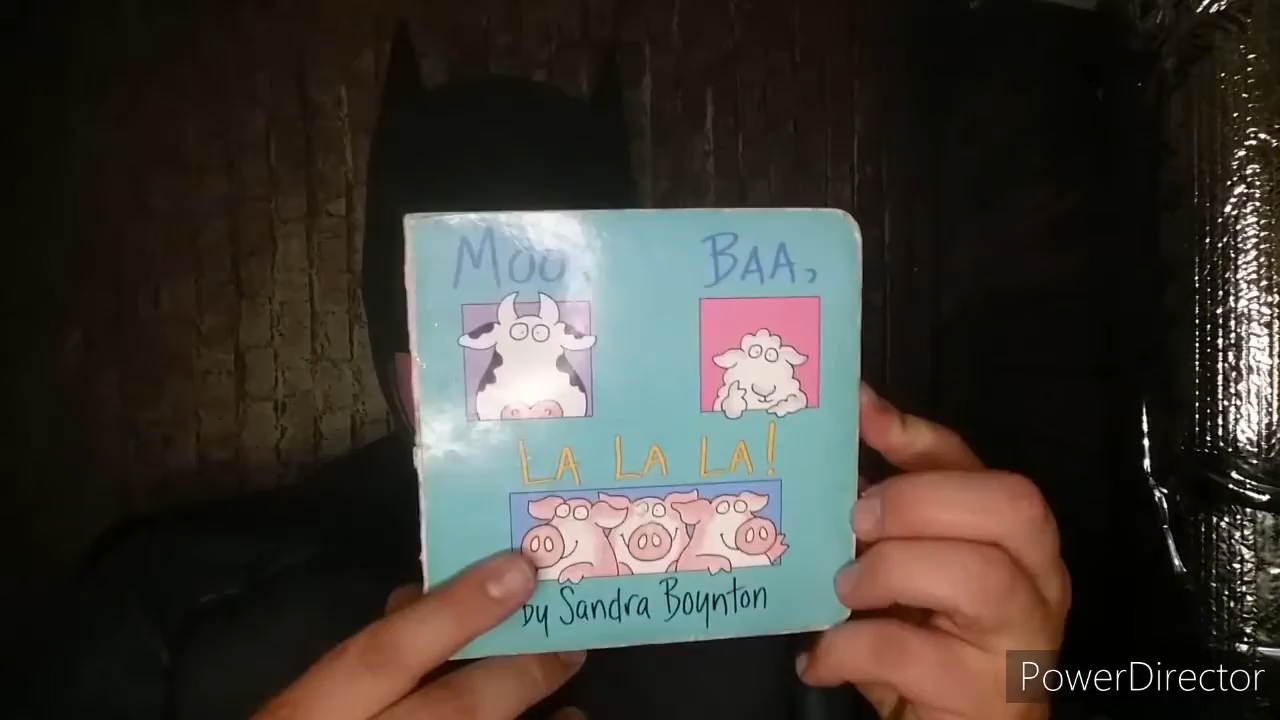 MOO,
BAA,
LA LA LA!
by Sandra Boynton
PowerDirector